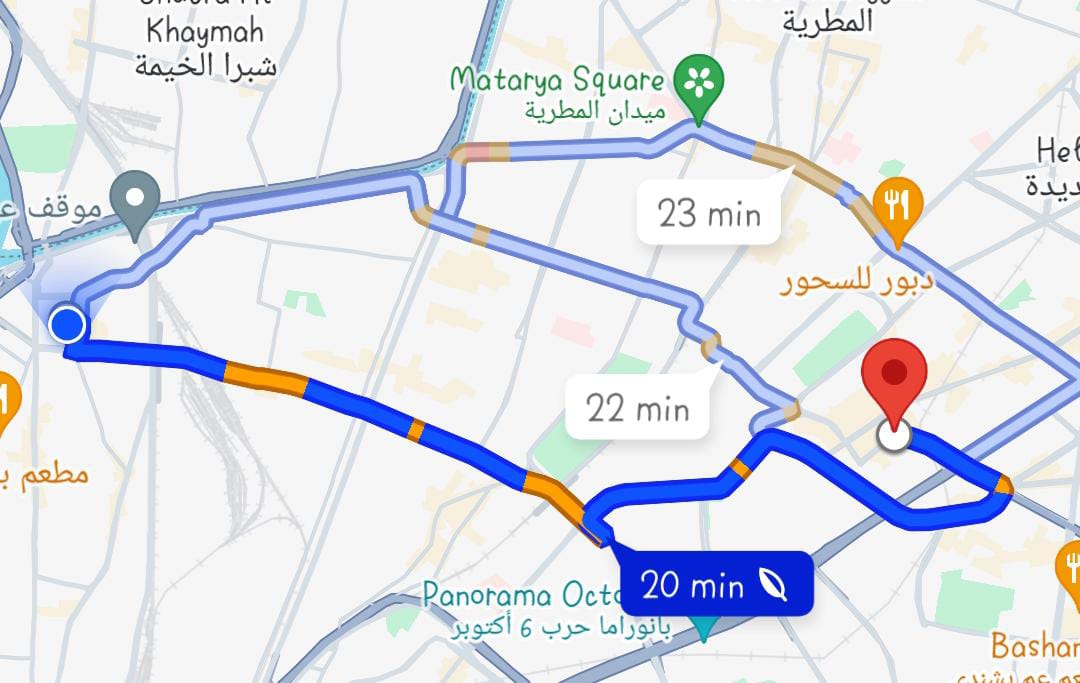 Khaymah
شبرا الخيمة
المطرية
Matarya Square
ميدان المطرية
موقف
23 min
دبور للسحور
22 min
مطعم
20 min
Panorama
بانوراما حرب 6 أكتوبر